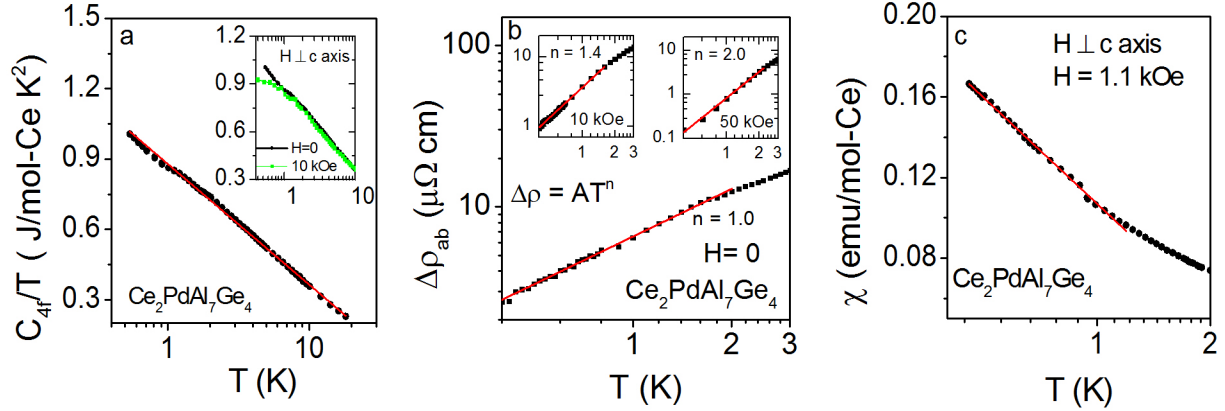 a
1.5
1.2
0.9
0.6
0.3
C₄f/T ( J/mol-Ce K²)
1
10
T (K)
Ce₂PdAl₇Ge₄
1.2
0.9
0.6
0.3
1
10
H ⊥ c axis
H=0
10 kOe
b
100
10
Δρab (μΩ cm)
1
2
3
T (K)
n = 1.4
10
1
10 kOe
1
2
3
n = 2.0
10
1
0.1
50 kOe
1
2
3
Δρ = ATⁿ
n = 1.0
H= 0
Ce₂PdAl₇Ge₄
c
0.20
0.16
0.12
0.08
χ (emu/mol-Ce)
1
2
T (K)
H ⊥ c axis
H = 1.1 kOe
Ce₂PdAl₇Ge₄